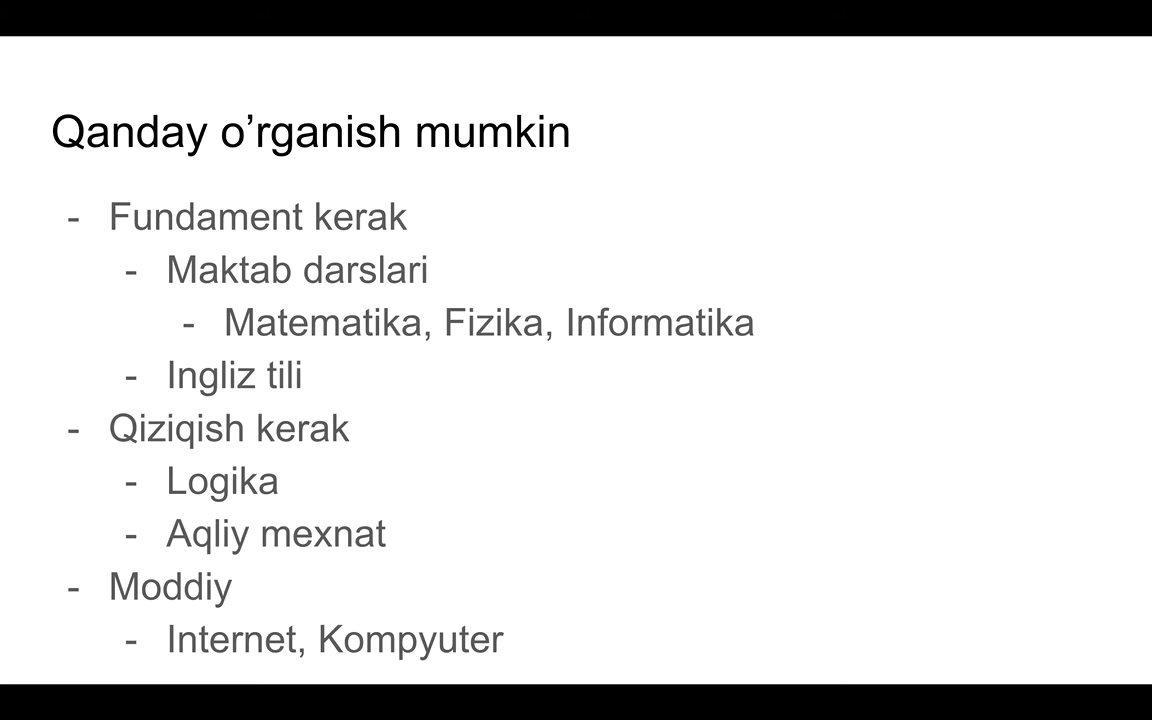 Qanday o’rganish mumkin
- Fundament kerak
- Maktab darslari
- Matematika, Fizika, Informatika
- Ingliz tili
- Qiziqish kerak
- Logika
- Aqliy mexnat
- Moddiy
- Internet, Kompyuter